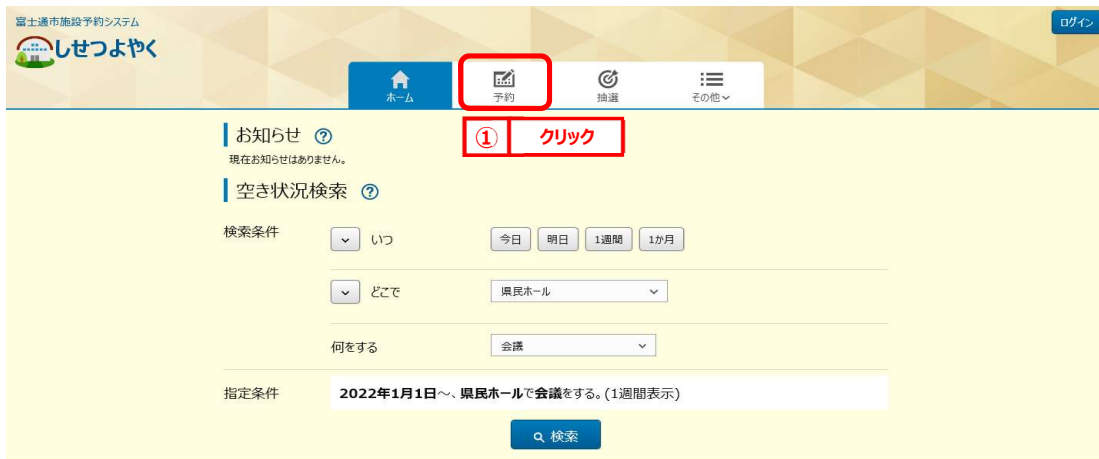 富士通市施設予約システム
しせつよやく
ログイン
ホーム
予約
抽選
その他
① クリック
お知らせ ?
現在お知らせはありません。
空き状況検索 ?
検索条件
いつ
今日 明日 1週間 1か月
どこで
県民ホール
何をする
会議
指定条件
2022年1月1日～、県民ホールで会議をする。(1週間表示)
検索